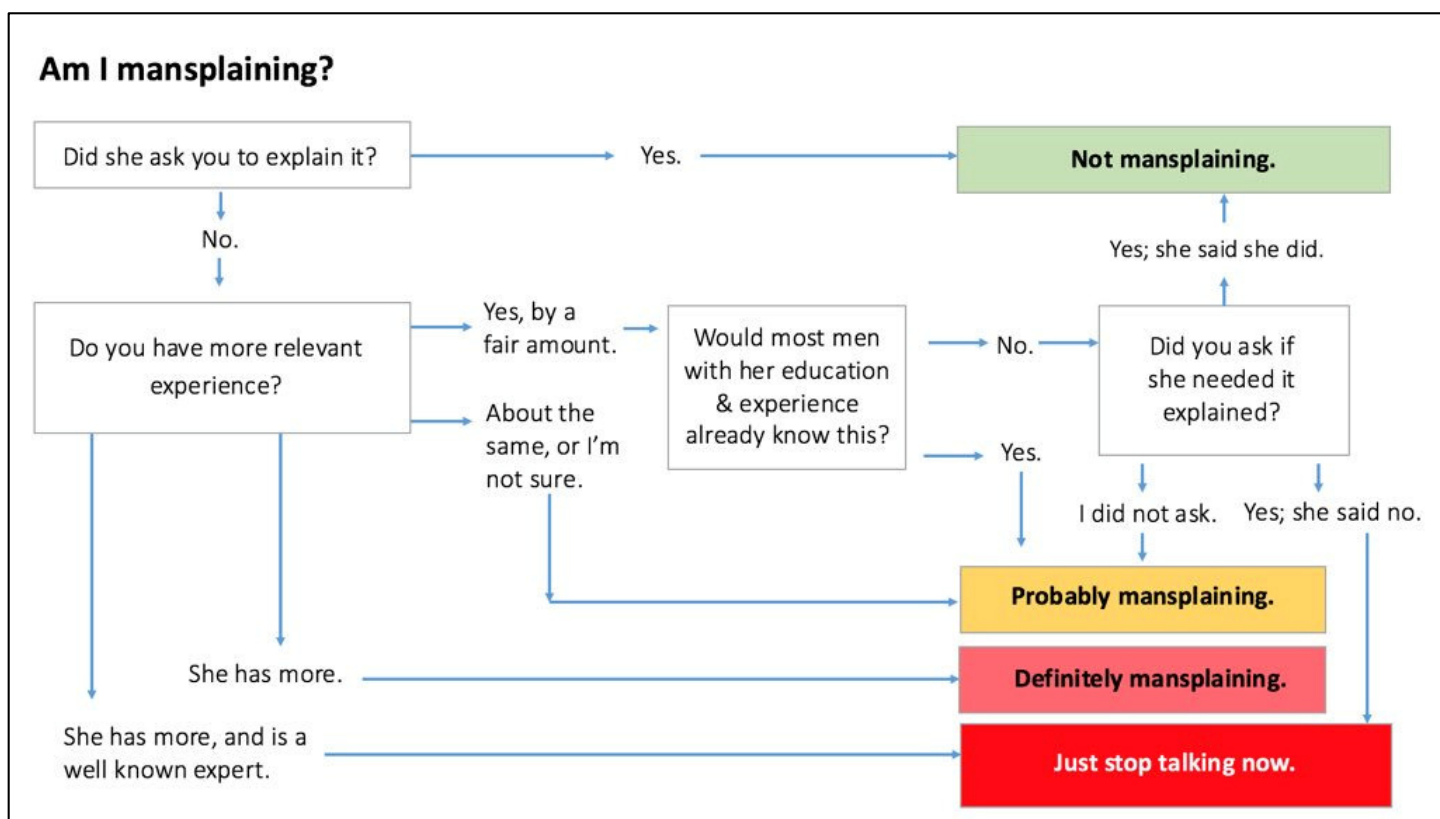 Am I mansplaining?
Did she ask you to explain it?
Yes.
Not mansplaining.
No.
Yes; she said she did.
Do you have more relevant
experience?
Yes, by a
fair amount.
Would most men
with her education
& experience
already know this?
No.
Did you ask if
she needed it
explained?
About the
same, or I'm
not sure.
Yes.
I did not ask.
Yes; she said no.
Probably mansplaining.
She has more.
Definitely mansplaining.
She has more, and is a
well known expert.
Just stop talking now.